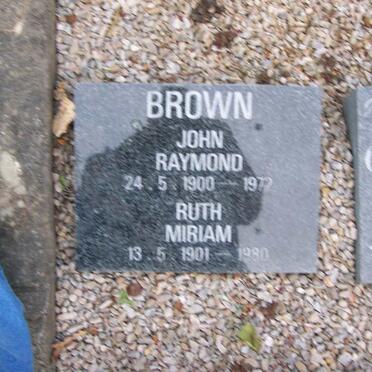 BROWN
JOHN
RAYMOND
24 . 5 . 1900 — 1972
RUTH
MIRIAM
13 . 5 . 1901 — 1980